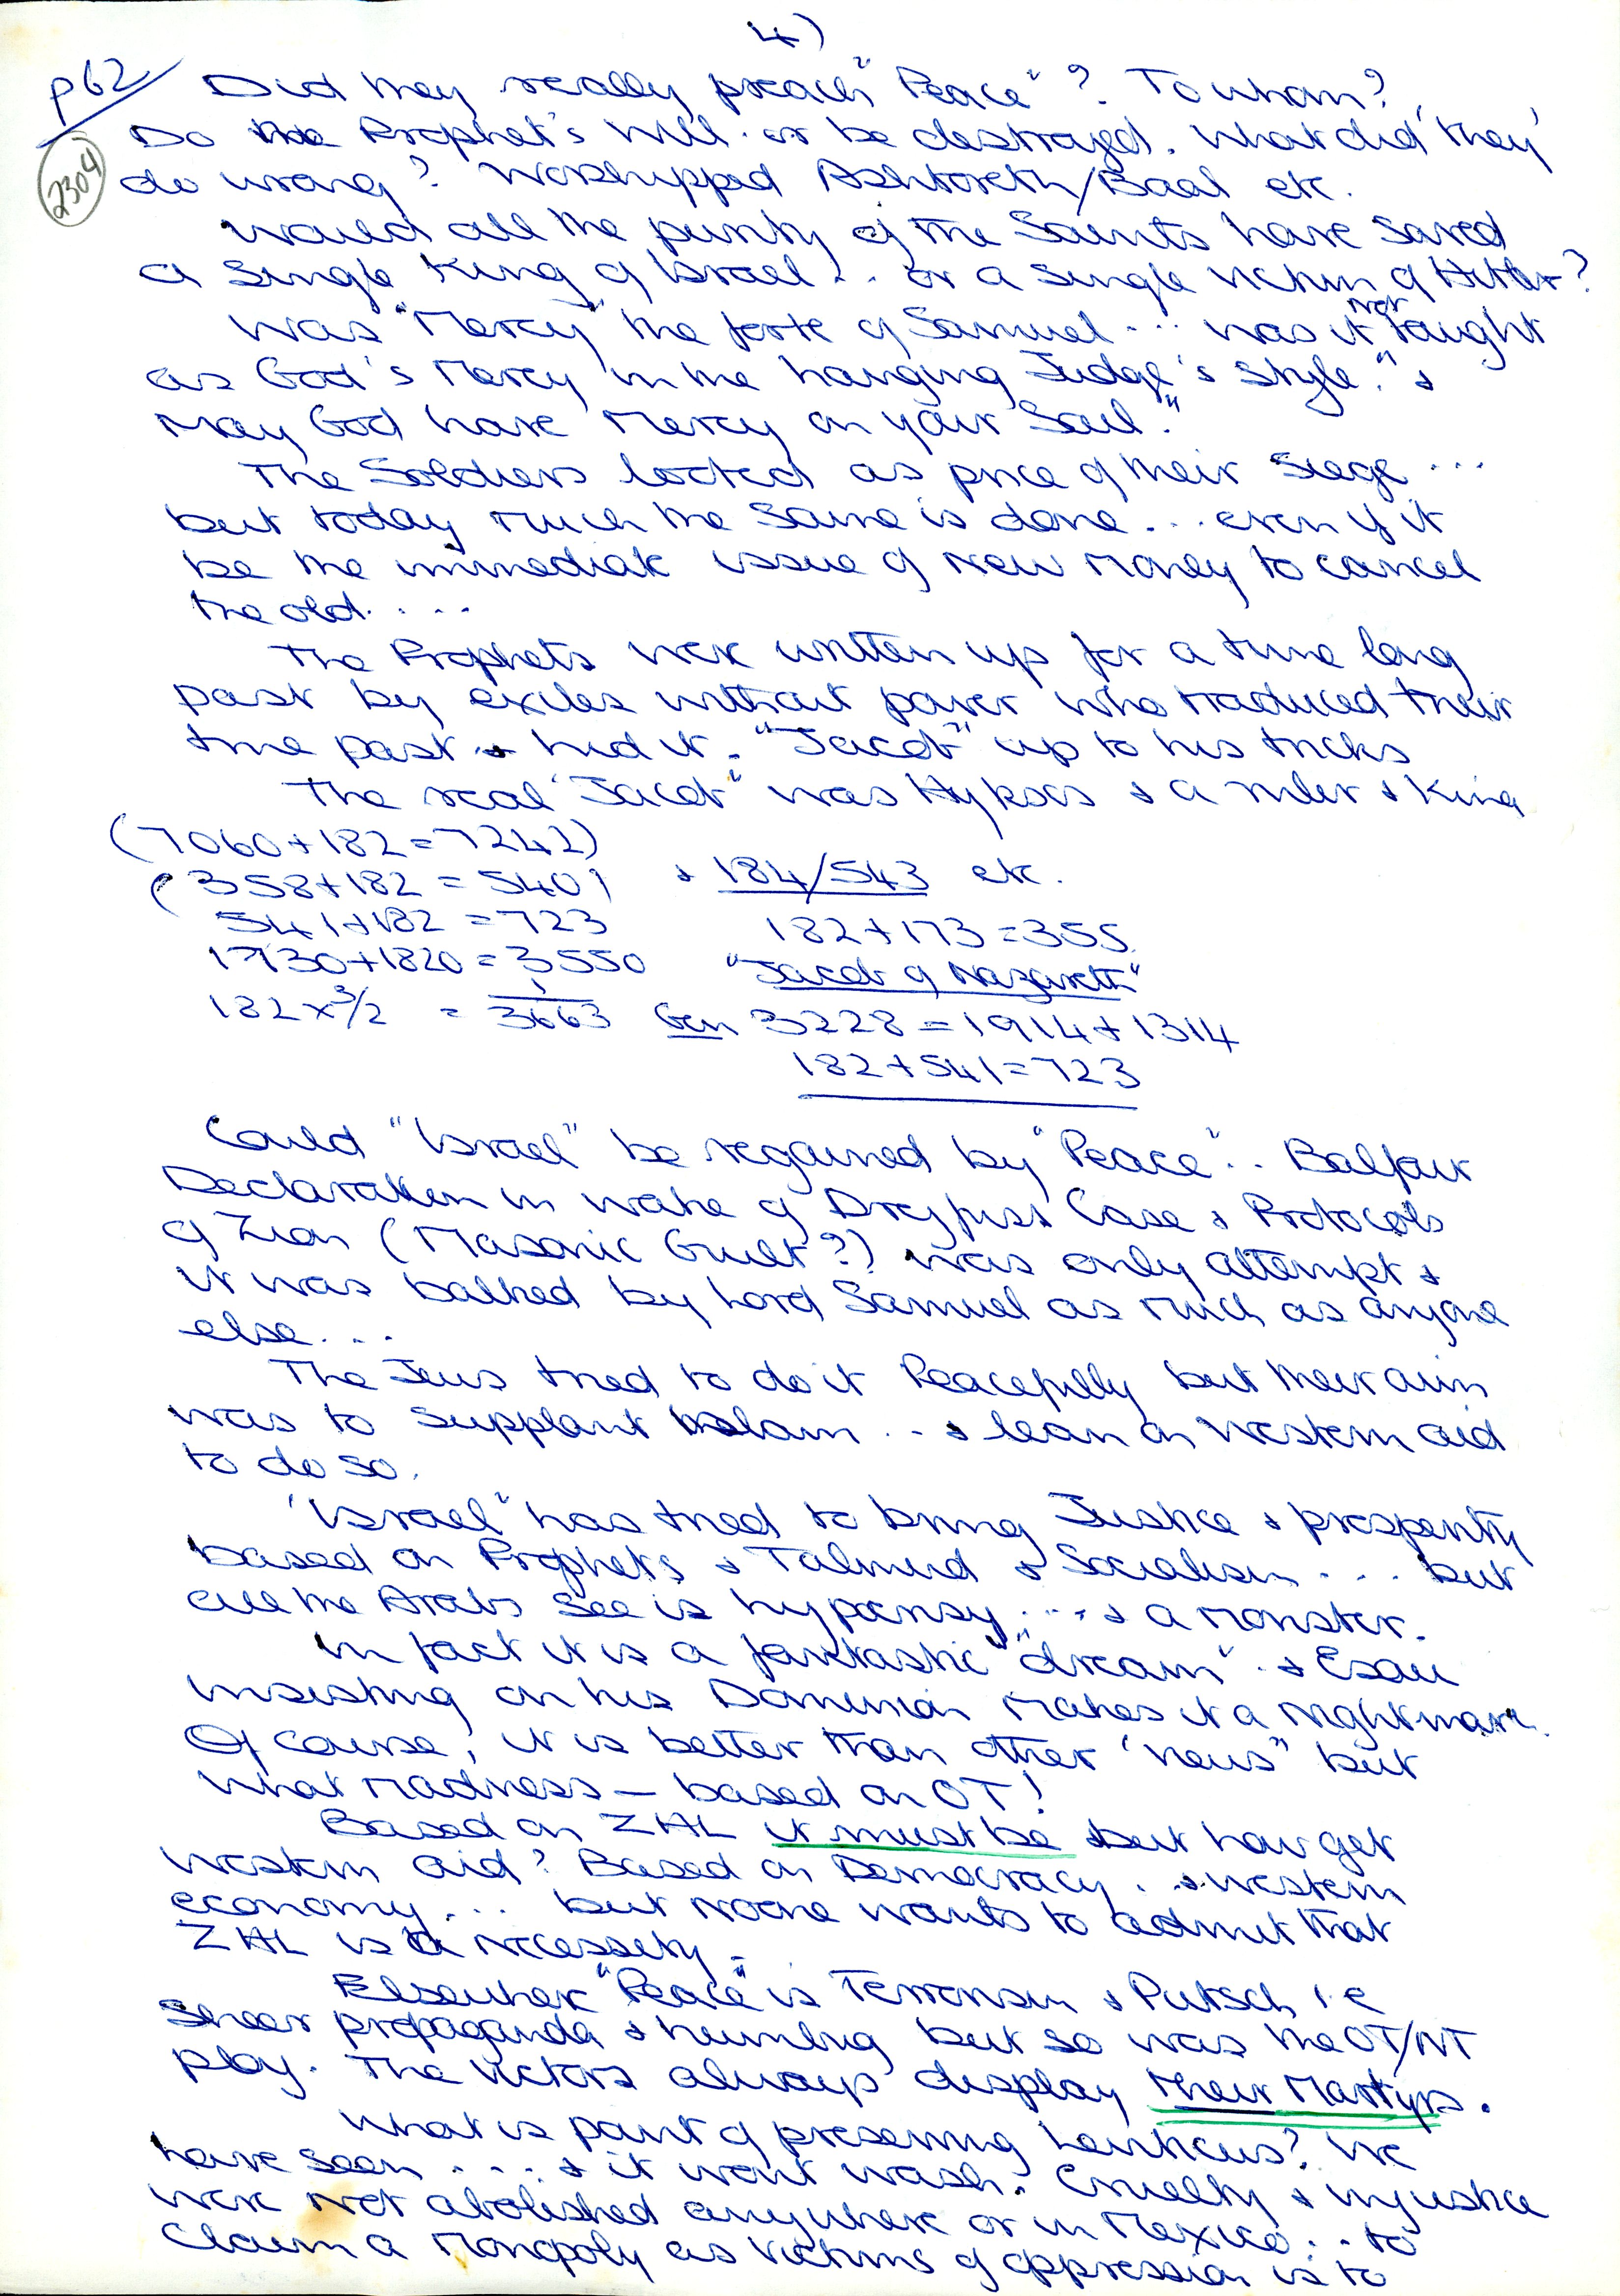 4)
p62 Did they really preach "Peace"? To whom?
2304
Do the Prophet's Will. or be destroyed. What did 'they'
do wrong? Worshipped Ashtoreth/Baal etc.
Would all the purity of the Saints have saved
a single King of Israel... or a single victim of Hitler?
Was "Mercy" the forte of Samuel... was it not taught
as God's Mercy in the hanging Judge's style." &
May God have Mercy on your Soul."
The Soldiers looted as price of their siege...
but today much the same is done... even if it
be the immediate issue of new money to cancel
the old....
The Prophets were written up for a time long
past by exiles without power who traduced their
time past & hid it. "Jacob" up to his tricks
The real "Jacob" was Hyksos & a ruler & King
(7060+182=7242)
(358+182=540) & 184/543 etc.
541+182=723 182+173=355.
1730+1820=3550 "Jacob of Nazareth"
182x3/2 = 1/3663 Gen 3228=1914+1314
182+541=723
Could "Israel" be regained by "Peace".. Balfour
Declaration in wake of Dreyfuss Case & Protocols
of Zion (Masonic Guilt?) was only attempt &
it was balked by Lord Samuel as much as anyone
else...
The Jews tried to do it Peacefully but their aim
was to supplant Islam... & lean on Western aid
to do so.
"Israel" has tried to bring Justice & prosperity
based on Prophets & Talmud & Socialism.... but
all the Arabs see is hypocrisy...& a monster.
In fact it is a fantastic "dream".. & Esau
insisting on his Dominion makes it a nightmare.
Of course, it is better than other "news" but
what madness — based on OT!
Based on ZAL it must be but how get
Western aid? Based on Democracy.. & Western
economy... but noone wants to admit that
ZAL is a necessity.
Elsewhere "Peace" is Terrorism & Putsch i.e
sheer propaganda & humbug but so was the OT/NT
ploy. The Victors always display their Martyrs.
What is point of preserving Leviticus? We
have seen....& it wont wash. Cruelty & injustice
were not abolished anywhere or in Mexico... to
Claim a Monopoly as victims of oppression is to